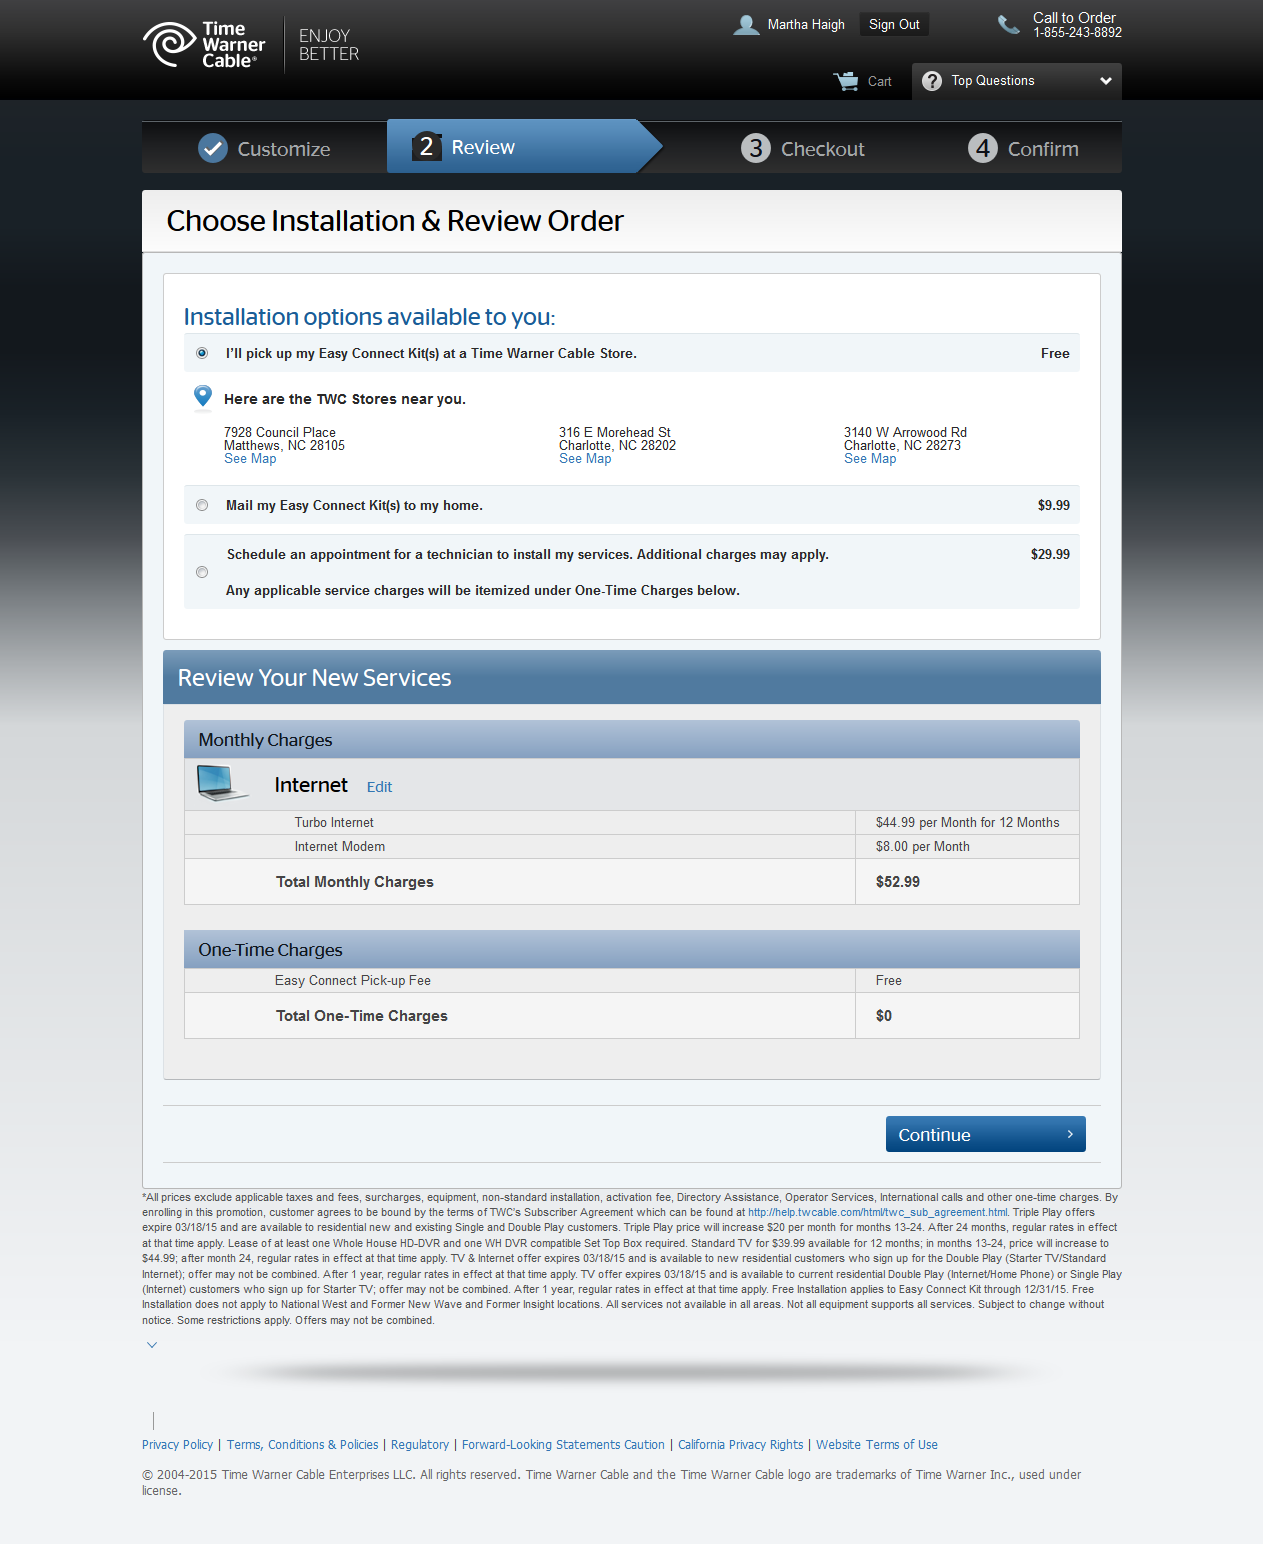 Time Warner Cable®
ENJOY BETTER
Martha Haigh
Sign Out
Call to Order
1-855-243-8892
Cart
? Top Questions
Customize
2 Review
3 Checkout
4 Confirm
Choose Installation & Review Order
Installation options available to you:
I'll pick up my Easy Connect Kit(s) at a Time Warner Cable Store. Free
Here are the TWC Stores near you.
7928 Council Place
Matthews, NC 28105
See Map
316 E Morehead St
Charlotte, NC 28202
See Map
3140 W Arrowood Rd
Charlotte, NC 28273
See Map
Mail my Easy Connect Kit(s) to my home. $9.99
Schedule an appointment for a technician to install my services. Additional charges may apply. $29.99
Any applicable service charges will be itemized under One-Time Charges below.
Review Your New Services
Monthly Charges
Internet Edit
Turbo Internet $44.99 per Month for 12 Months
Internet Modem $8.00 per Month
Total Monthly Charges $52.99
One-Time Charges
Easy Connect Pick-up Fee Free
Total One-Time Charges $0
Continue
*All prices exclude applicable taxes and fees, surcharges, equipment, non-standard installation, activation fee, Directory Assistance, Operator Services, International calls and other one-time charges. By
enrolling in this promotion, customer agrees to be bound by the terms of TWC's Subscriber Agreement which can be found at http://help.twcable.com/html/twc_sub_agreement.html. Triple Play offers
expire 03/18/15 and are available to residential new and existing Single and Double Play customers. Triple Play price will increase $20 per month for months 13-24. After 24 months, regular rates in effect
at that time apply. Lease of at least one Whole House HD-DVR and one WH DVR compatible Set Top Box required. Standard TV for $39.99 available for 12 months; in months 13-24, price will increase to
$44.99; after month 24, regular rates in effect at that time apply. TV & Internet offer expires 03/18/15 and is available to new residential customers who sign up for the Double Play (Starter TV/Standard
Internet); offer may not be combined. After 1 year, regular rates in effect at that time apply. TV offer expires 03/18/15 and is available to current residential Double Play (Internet/Home Phone) or Single Play
(Internet) customers who sign up for Starter TV; offer may not be combined. After 1 year, regular rates in effect at that time apply. Free Installation applies to Easy Connect Kit through 12/31/15. Free
Installation does not apply to National West and Former New Wave and Former Insight locations. All services not available in all areas. Not all equipment supports all services. Subject to change without
notice. Some restrictions apply. Offers may not be combined.
Privacy Policy | Terms, Conditions & Policies | Regulatory | Forward-Looking Statements Caution | California Privacy Rights | Website Terms of Use
© 2004-2015 Time Warner Cable Enterprises LLC. All rights reserved. Time Warner Cable and the Time Warner Cable logo are trademarks of Time Warner Inc., used under
license.